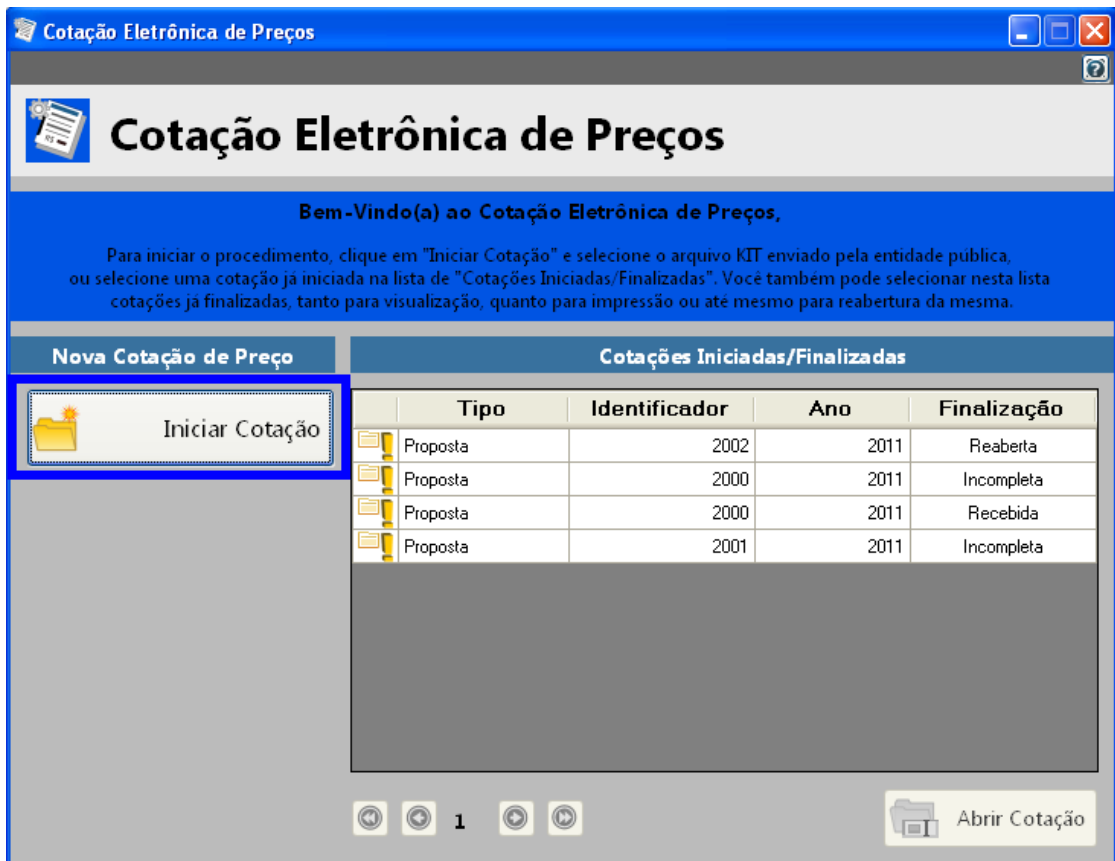 Cotação Eletrônica de Preços
Cotação Eletrônica de Preços
Bem-Vindo(a) ao Cotação Eletrônica de Preços,
Para iniciar o procedimento, clique em "Iniciar Cotação" e selecione o arquivo KIT enviado pela entidade pública,
ou selecione uma cotação já iniciada na lista de "Cotações Iniciadas/Finalizadas". Você também pode selecionar nesta lista
cotações já finalizadas, tanto para visualização, quanto para impressão ou até mesmo para reabertura da mesma.
Nova Cotação de Preço
Iniciar Cotação
Cotações Iniciadas/Finalizadas
Tipo Identificador Ano Finalização
Proposta 2002 2011 Reaberta
Proposta 2000 2011 Incompleta
Proposta 2000 2011 Recebida
Proposta 2001 2011 Incompleta
1
Abrir Cotação